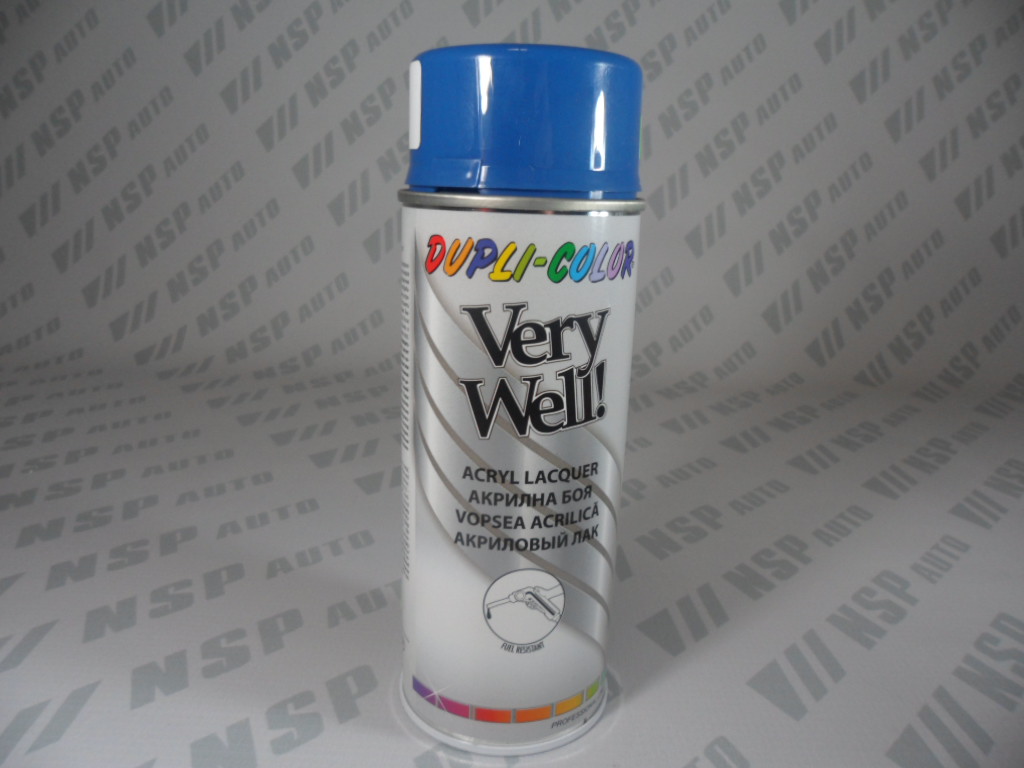 DUPLI-COLOR
Very
Well!
ACRYL LACQUER
АКРИЛНА БОЯ
VOPSEA ACRILICĂ
АКРИЛОВЫЙ ЛАК
FUEL RESISTANT
NSP AUTO